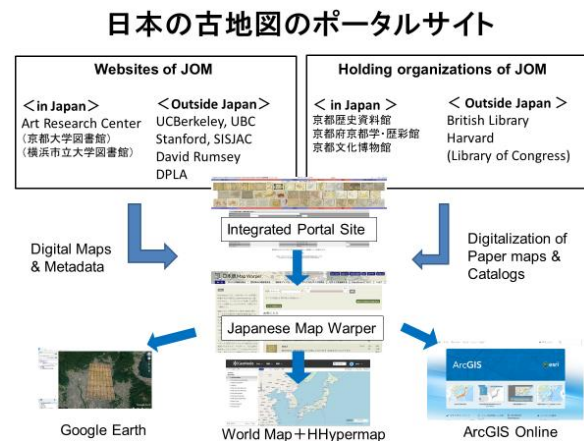 日本の古地図のポータルサイト
Websites of JOM
＜in Japan＞
Art Research Center
（京都大学図書館）
（横浜市立大学図書館）
＜Outside Japan＞
UCBerkeley, UBC
Stanford, SISJAC
David Rumsey
DPLA
Holding organizations of JOM
＜in Japan＞
京都歴史資料館
京都府京都学・歴彩館
京都文化博物館
＜Outside Japan＞
British Library
Harvard
(Library of Congress)
Integrated Portal Site
Digital Maps
& Metadata
Digitalization of
Paper maps &
Catalogs
Map Warper
Japanese Map Warper
ArcGIS
esri
Google Earth
World Map＋HHypermap
ArcGIS Online